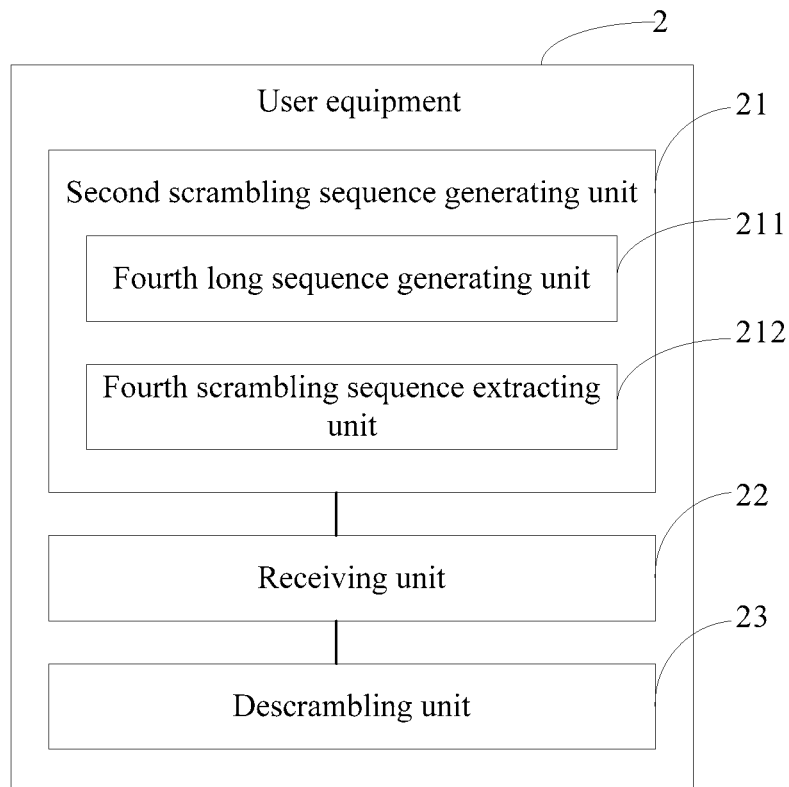 2
User equipment
21
Second scrambling sequence generating unit
211
Fourth long sequence generating unit
212
Fourth scrambling sequence extracting
unit
22
Receiving unit
23
Descrambling unit